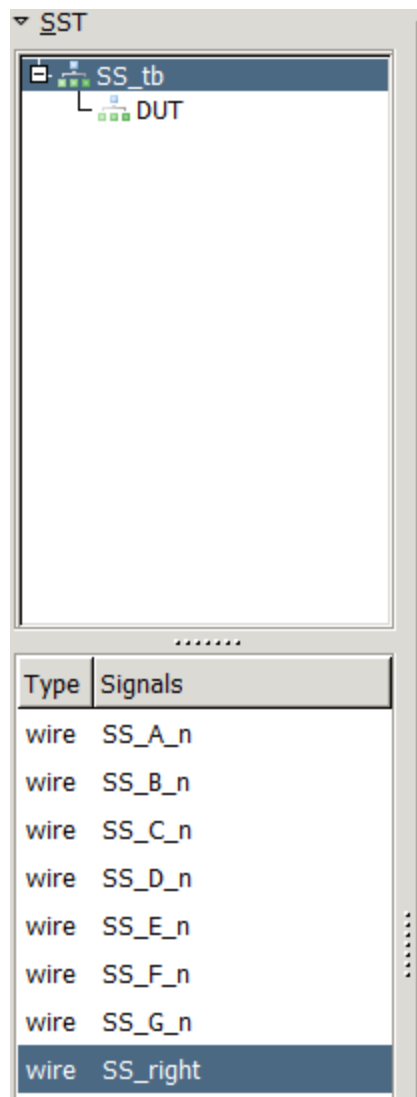 SST
SS_tb
DUT
Type Signals
wire SS_A_n
wire SS_B_n
wire SS_C_n
wire SS_D_n
wire SS_E_n
wire SS_F_n
wire SS_G_n
wire SS_right